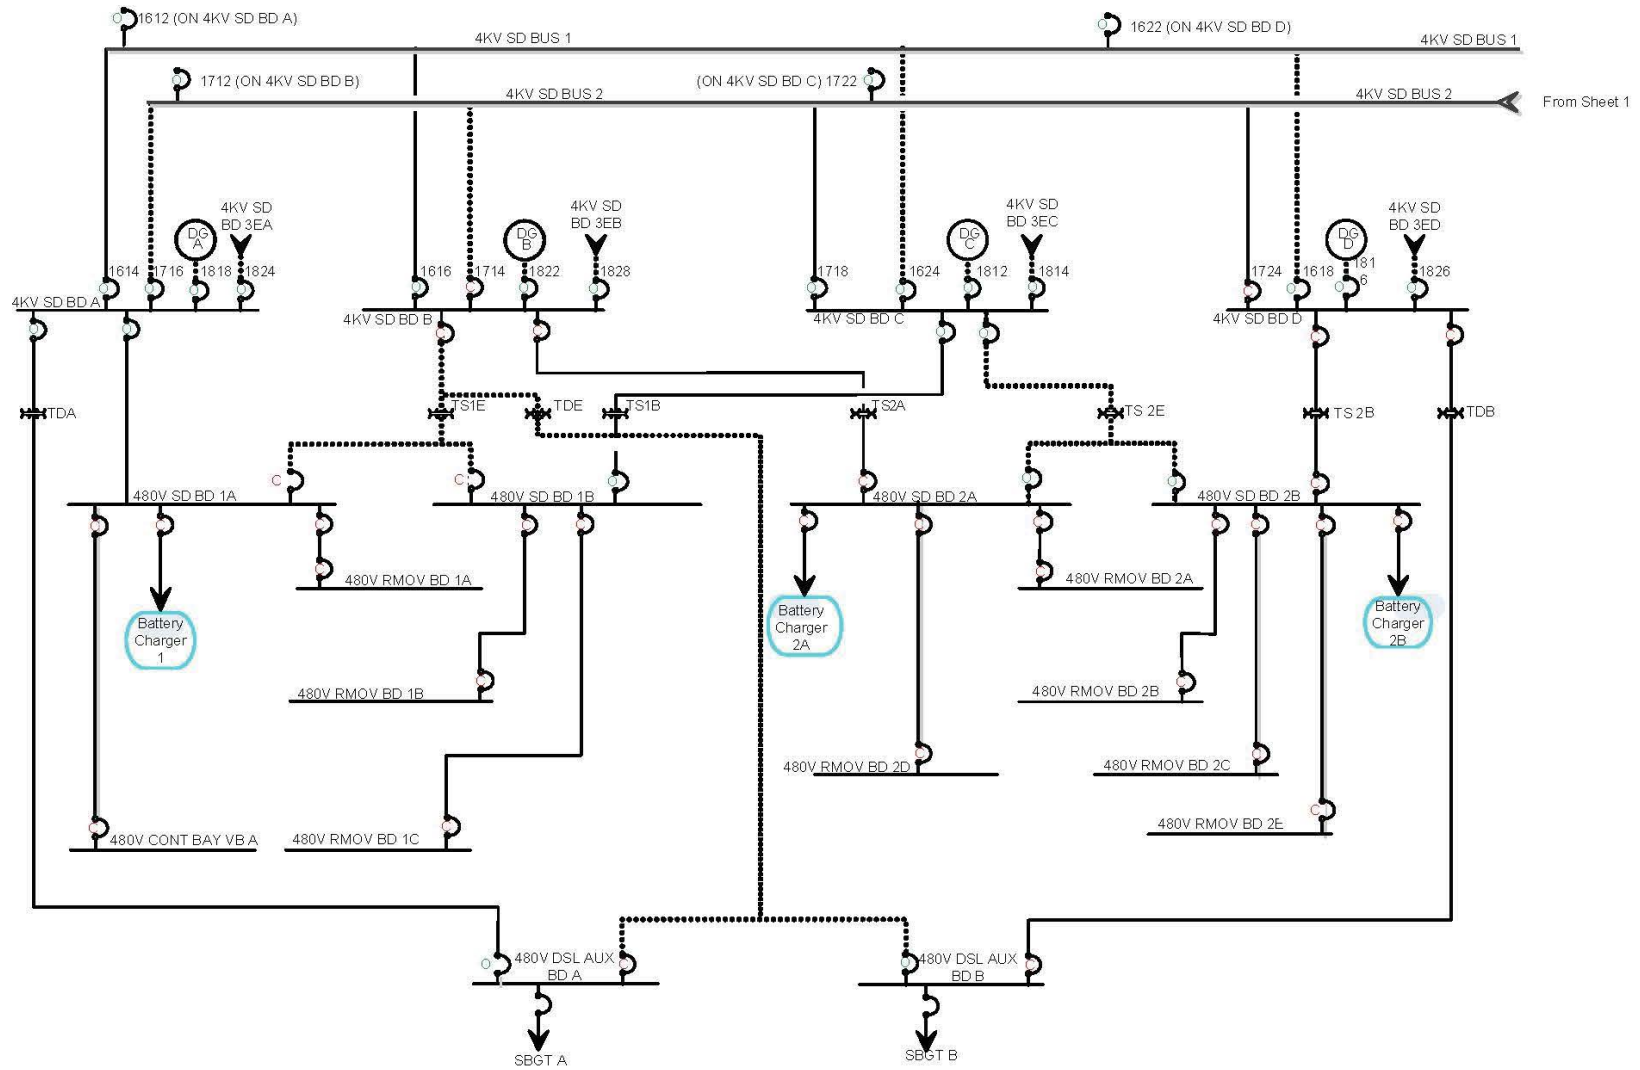 1612 (ON 4KV SD BD A)
1622 (ON 4KV SD BD D)
4KV SD BUS 1
4KV SD BUS 1
1712 (ON 4KV SD BD B)
(ON 4KV SD BD C) 1722
4KV SD BUS 2
4KV SD BUS 2
4KV SD BUS 2
From Sheet 1
4KV SD
BD 3EA
4KV SD
BD 3EB
4KV SD
BD 3EC
4KV SD
BD 3ED
DG
A
DG
B
DG
C
DG
D
1614
1716
1818
1824
1616
1714
1822
1828
1718
1624
1812
1814
1724
1618
181
6
1826
4KV SD BD A
4KV SD BD B
4KV SD BD C
4KV SD BD D
TDA
TS1E
TDE
TS1B
TS2A
TS 2E
TS 2B
TDB
480V SD BD 1A
480V SD BD 1B
480V SD BD 2A
480V SD BD 2B
480V RMOV BD 1A
480V RMOV BD 2A
Battery
Charger
1
Battery
Charger
2A
Battery
Charger
2B
480V RMOV BD 1B
480V RMOV BD 2B
480V RMOV BD 2D
480V RMOV BD 2C
480V CONT BAY VB A
480V RMOV BD 1C
480V RMOV BD 2E
480V DSL AUX
BD A
480V DSL AUX
BD B
SBGT A
SBGT B